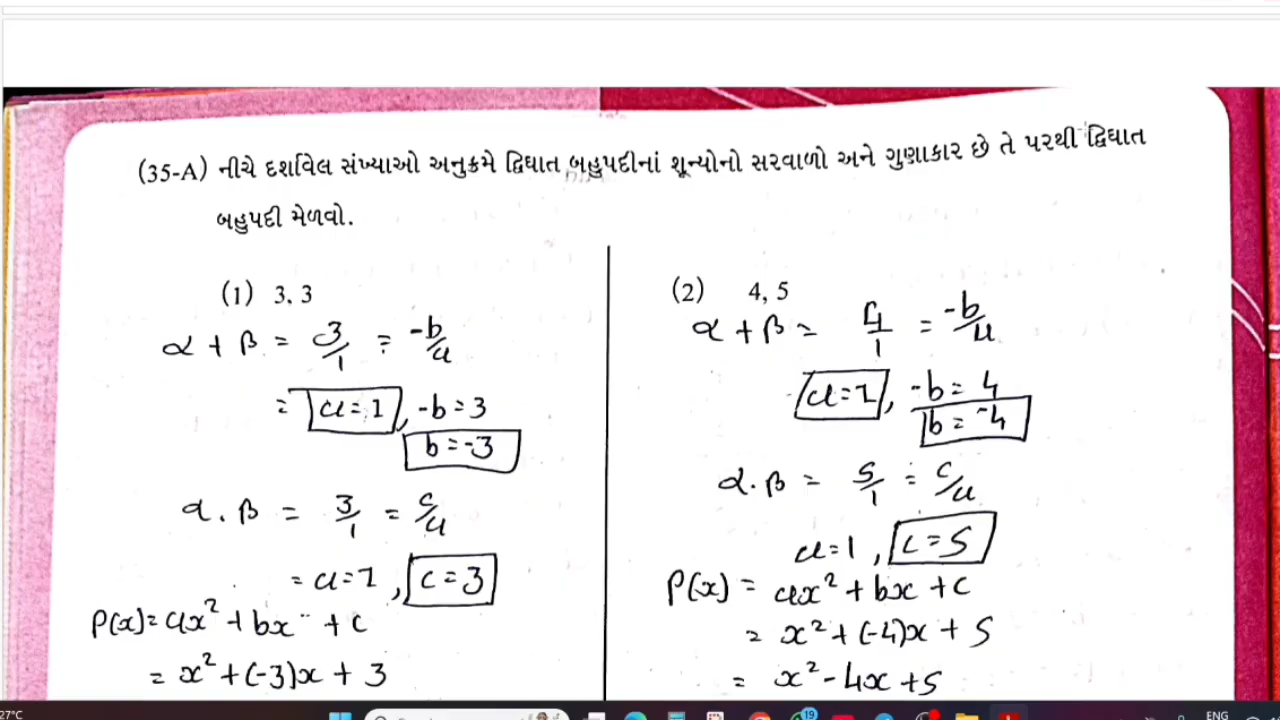 (35-A) નીચે દર્શાવેલ સંખ્યાઓ અનુક્રમે દ્વિઘાત બહુપદીનાં શૂન્યોનો સરવાળો અને ગુણાકાર છે તે પરથી દ્વિઘાત
બહુપદી મેળવો.
(1) 3, 3
α + β = 3/1 = -b/a
= a = 1, -b = 3
b = -3
α . β = 3/1 = c/a
= a = 1, c = 3
P(x) = ax² + bx + c
= x² + (-3)x + 3
(2) 4, 5
α + β = 4/1 = -b/a
a = 1, -b = 4
b = -4
α . β = 5/1 = c/a
a = 1, c = 5
P(x) = ax² + bx + c
= x² + (-4)x + 5
= x² - 4x + 5
27°C
19
ENG